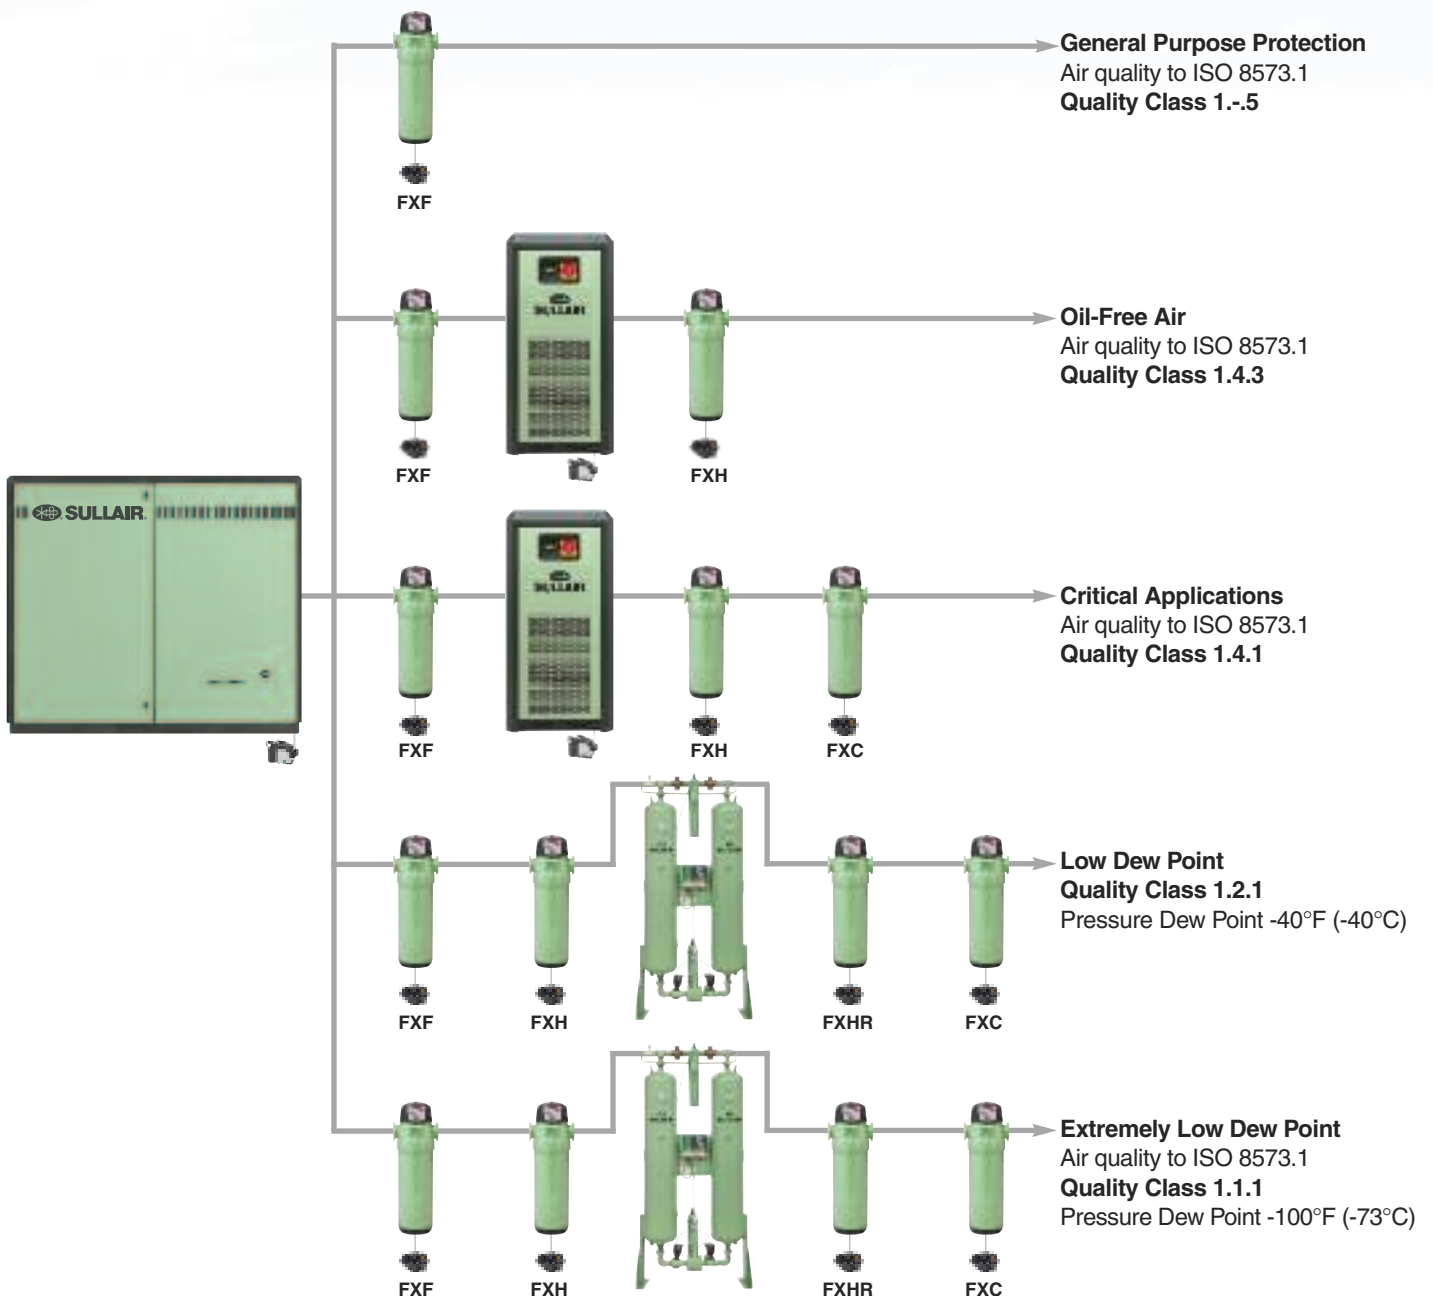 General Purpose Protection
Air quality to ISO 8573.1
Quality Class 1.-.5
FXF
SULLAIR
Oil-Free Air
Air quality to ISO 8573.1
Quality Class 1.4.3
FXF
FXH
SULLAIR
SULLAIR
Critical Applications
Air quality to ISO 8573.1
Quality Class 1.4.1
FXF
FXH
FXC
Low Dew Point
Quality Class 1.2.1
Pressure Dew Point -40°F (-40°C)
FXF
FXH
FXHR
FXC
Extremely Low Dew Point
Air quality to ISO 8573.1
Quality Class 1.1.1
Pressure Dew Point -100°F (-73°C)
FXF
FXH
FXHR
FXC